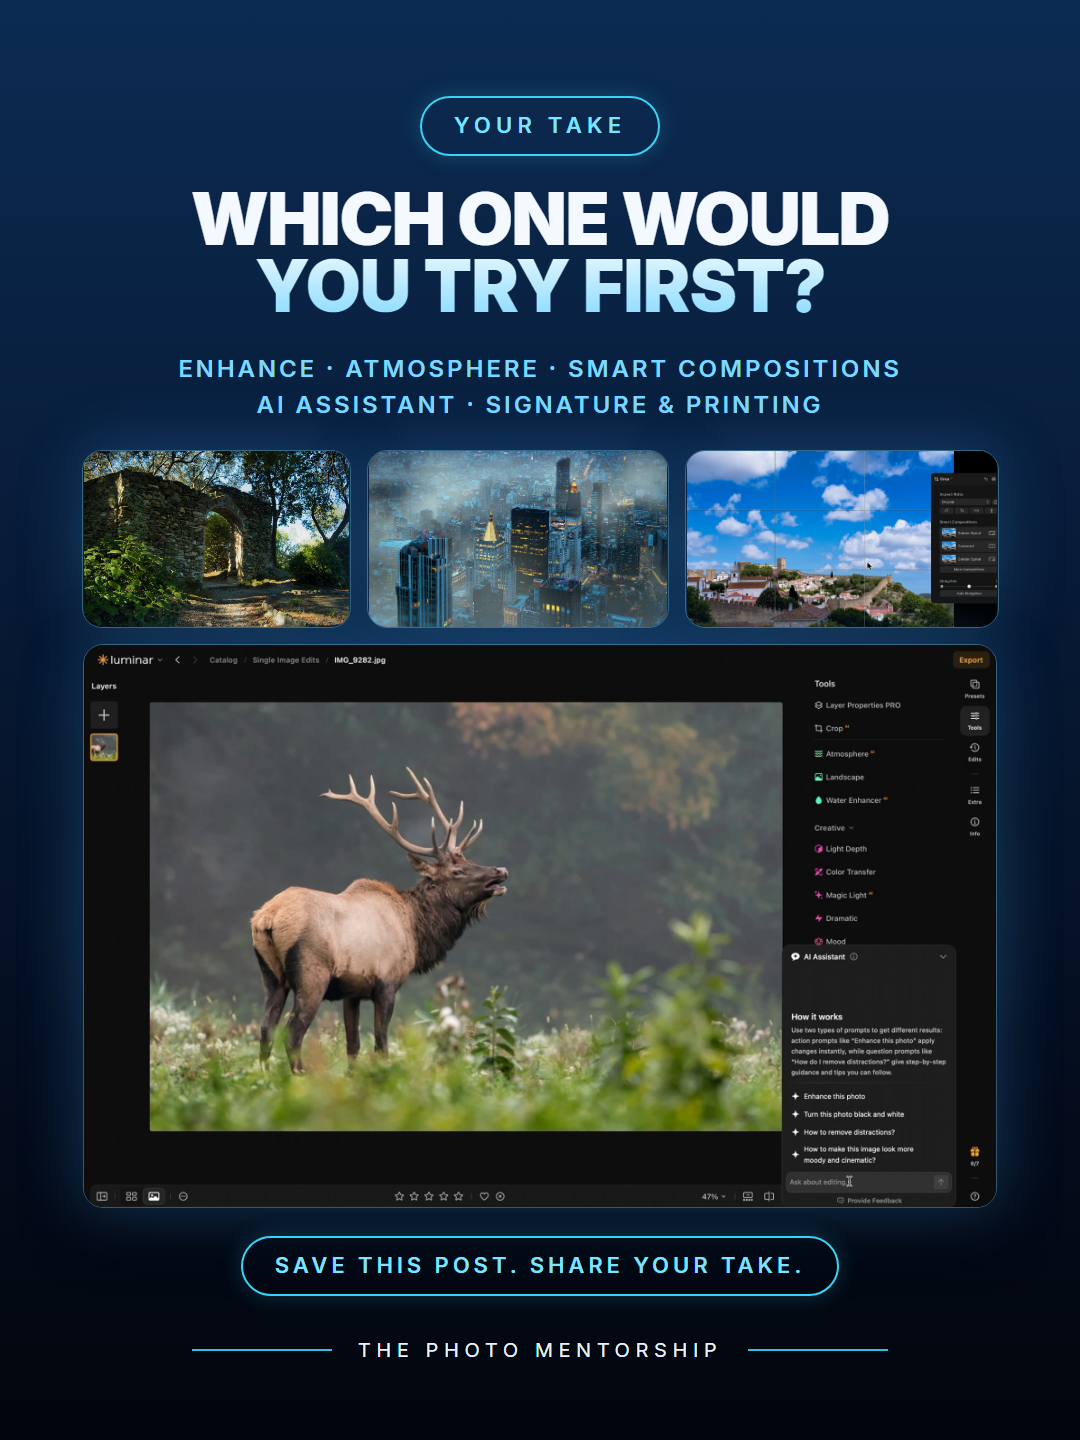 YOUR TAKE
WHICH ONE WOULD
YOU TRY FIRST?
ENHANCE · ATMOSPHERE · SMART COMPOSITIONS
AI ASSISTANT · SIGNATURE & PRINTING
Crop
Aspect Ratio
Smart Compositions
luminar
Catalog / Single Image Edits / IMG_9282.jpg
Export
Layers
Tools
Layer Properties PRO
Crop
Atmosphere
Landscape
Water Enhancer
Creative
Light Depth
Color Transfer
Magic Light
Dramatic
Mood
Presets
Tools
Edits
Extra
Info
AI Assistant
How it works
Use two types of prompts to get different results:
action prompts like "Enhance this photo" apply
changes instantly, while question prompts like
"How do I remove distractions?" give step-by-step
guidance and tips you can follow.
Enhance this photo
Turn this photo black and white
How to remove distractions?
How to make this image look more
moody and cinematic?
Ask about editing
Provide Feedback
47%
SAVE THIS POST. SHARE YOUR TAKE.
THE PHOTO MENTORSHIP